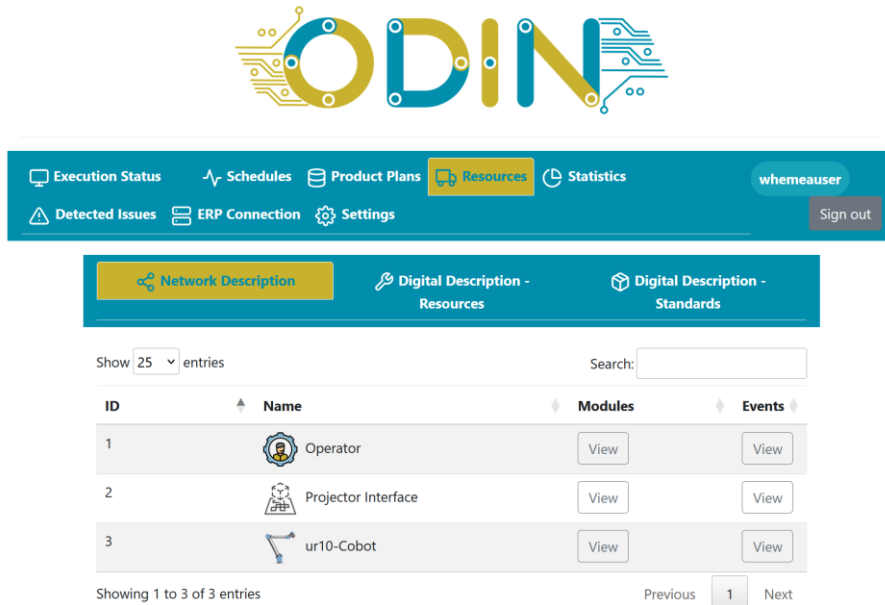 ODIN
Execution Status Schedules Product Plans Resources Statistics whemeauser
Detected Issues ERP Connection Settings Sign out
Network Description Digital Description - Resources Digital Description - Standards
Show 25 entries Search:
ID Name Modules Events
1 Operator View View
2 Projector Interface View View
3 ur10-Cobot View View
Showing 1 to 3 of 3 entries Previous 1 Next